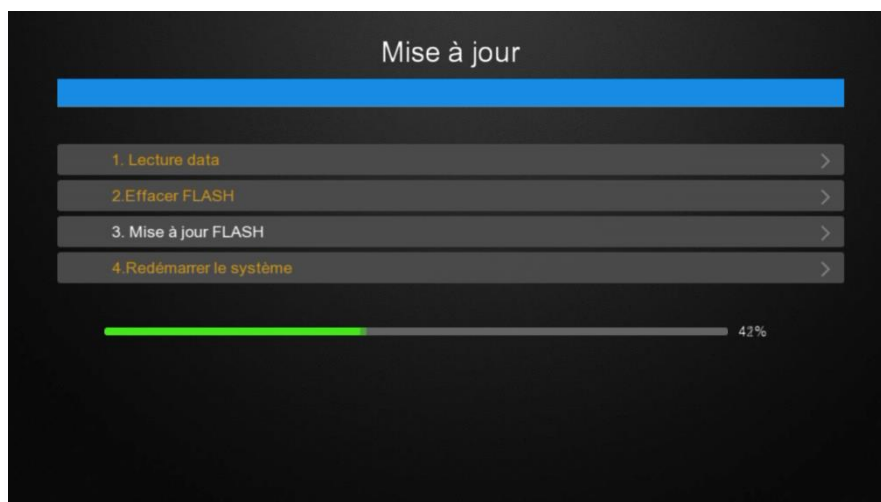 Mise à jour
1. Lecture data
2.Effacer FLASH
3. Mise à jour FLASH
4.Redémarrer le système
42%